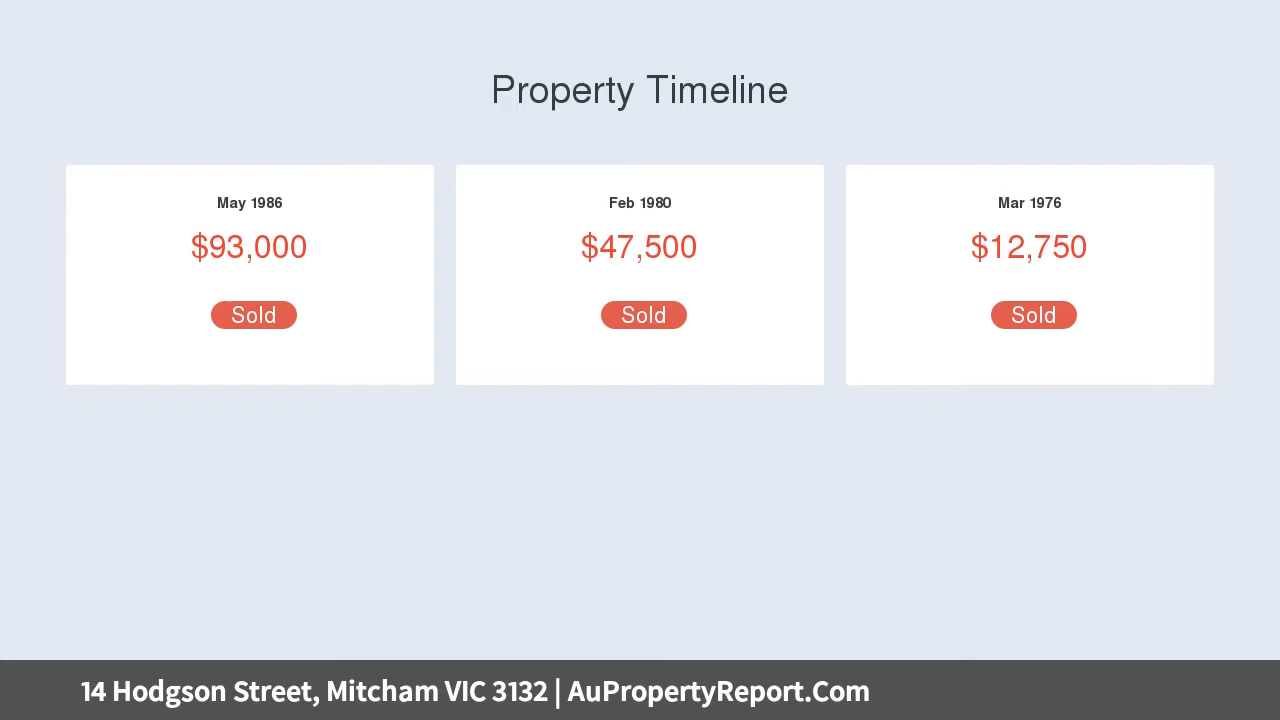 Property Timeline
May 1986
$93,000
Sold
Feb 1980
$47,500
Sold
Mar 1976
$12,750
Sold
14 Hodgson Street, Mitcham VIC 3132 | AuPropertyReport.Com